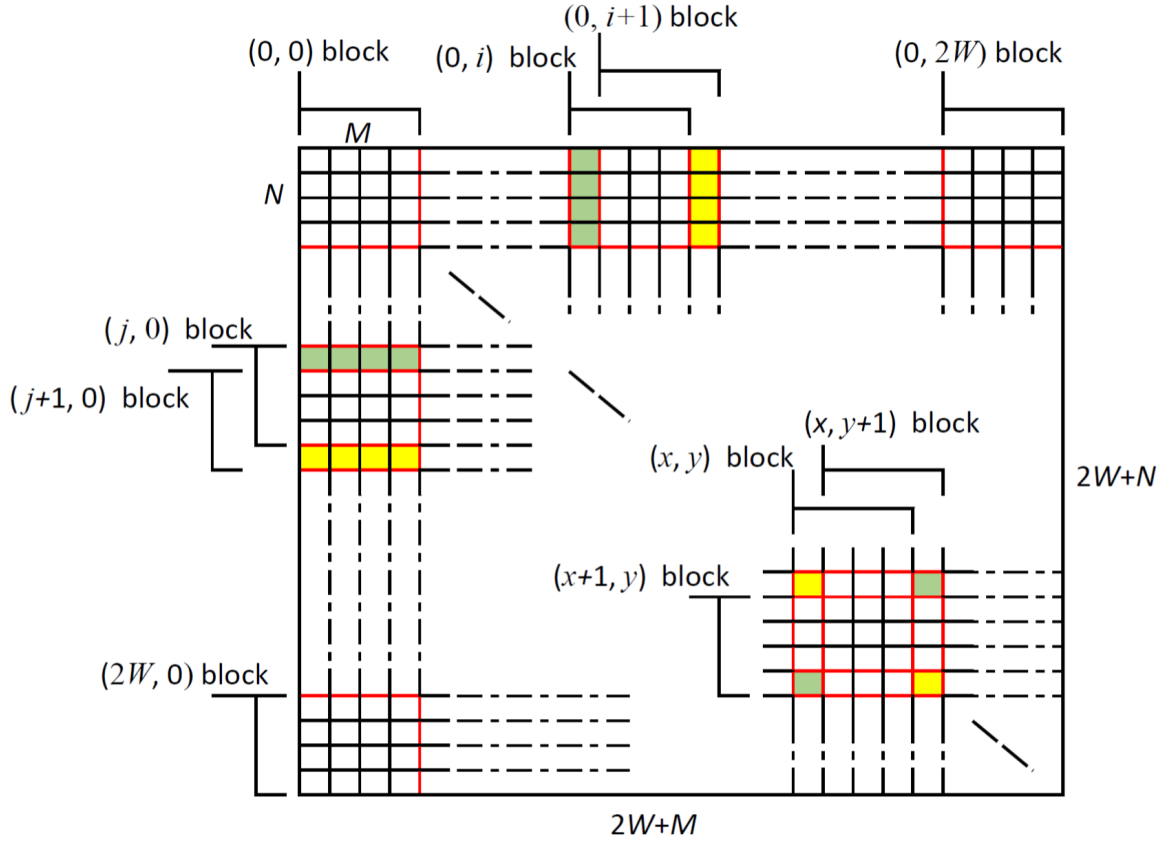 (0, i+1) block
(0, 0) block
(0, i) block
(0, 2W) block
M
N
(j, 0) block
(j+1, 0) block
(x, y+1) block
(x, y) block
2W+N
(x+1, y) block
(2W, 0) block
2W+M